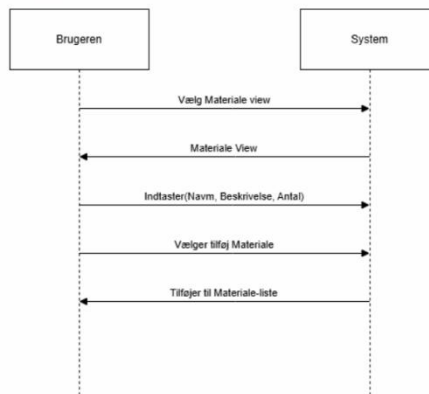 Brugeren
System
Vælg Materiale view
Materiale View
Indtaster(Navm, Beskrivelse, Antal)
Vælger tilføj Materiale
Tilføjer til Materiale-liste